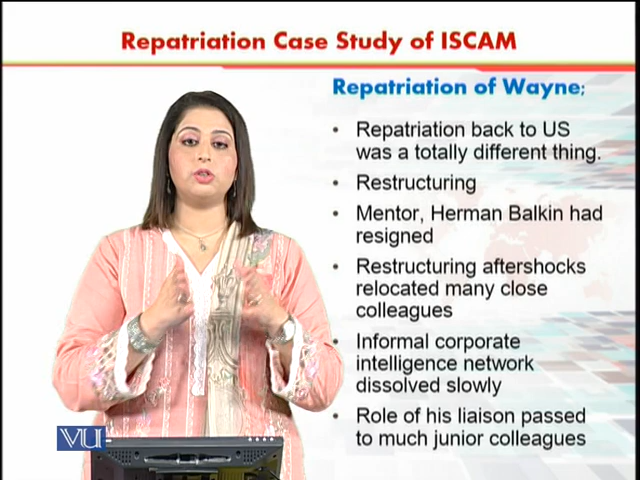 Repatriation Case Study of ISCAM
Repatriation of Wayne;
• Repatriation back to US
was a totally different thing.
• Restructuring
• Mentor, Herman Balkin had
resigned
• Restructuring aftershocks
relocated many close
colleagues
• Informal corporate
intelligence network
dissolved slowly
• Role of his liaison passed
to much junior colleagues
VU